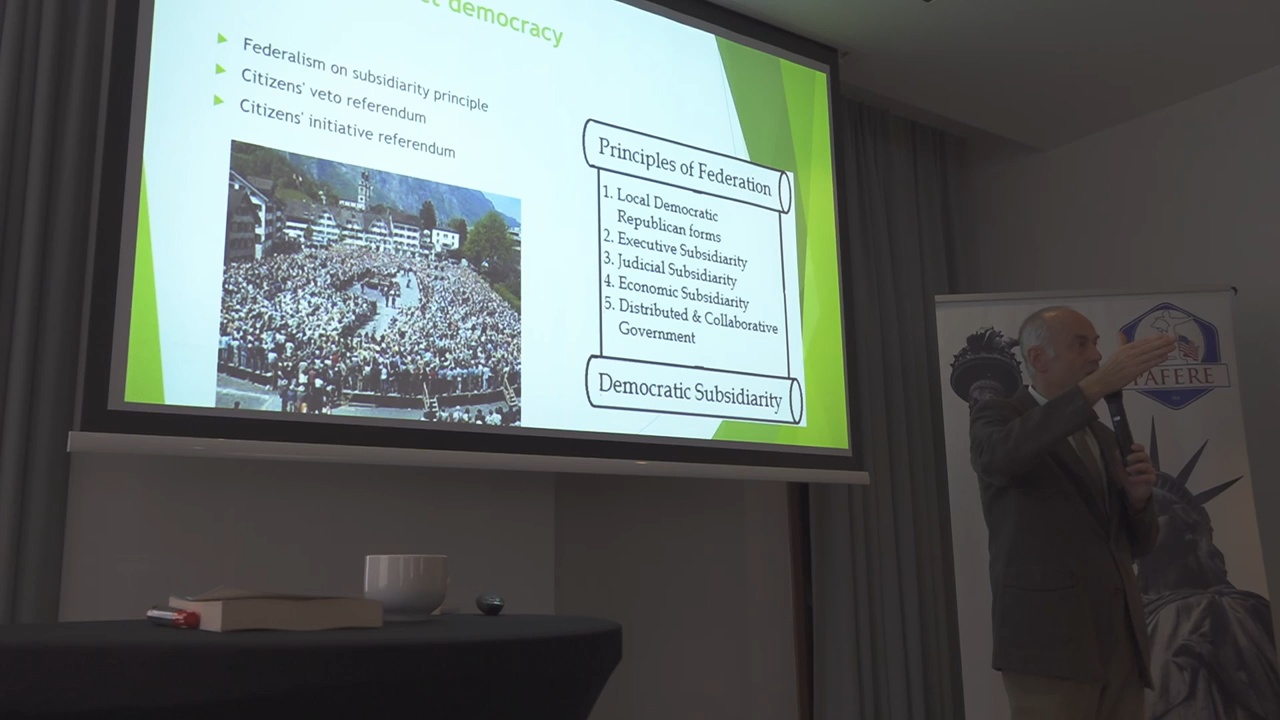 democracy
Federalism on subsidiarity principle
Citizens' veto referendum
Citizens' initiative referendum
Principles of Federation
1. Local Democratic
Republican forms
2. Executive Subsidiarity
3. Judicial Subsidiarity
4. Economic Subsidiarity
5. Distributed & Collaborative
Government
Democratic Subsidiarity
TAFERE